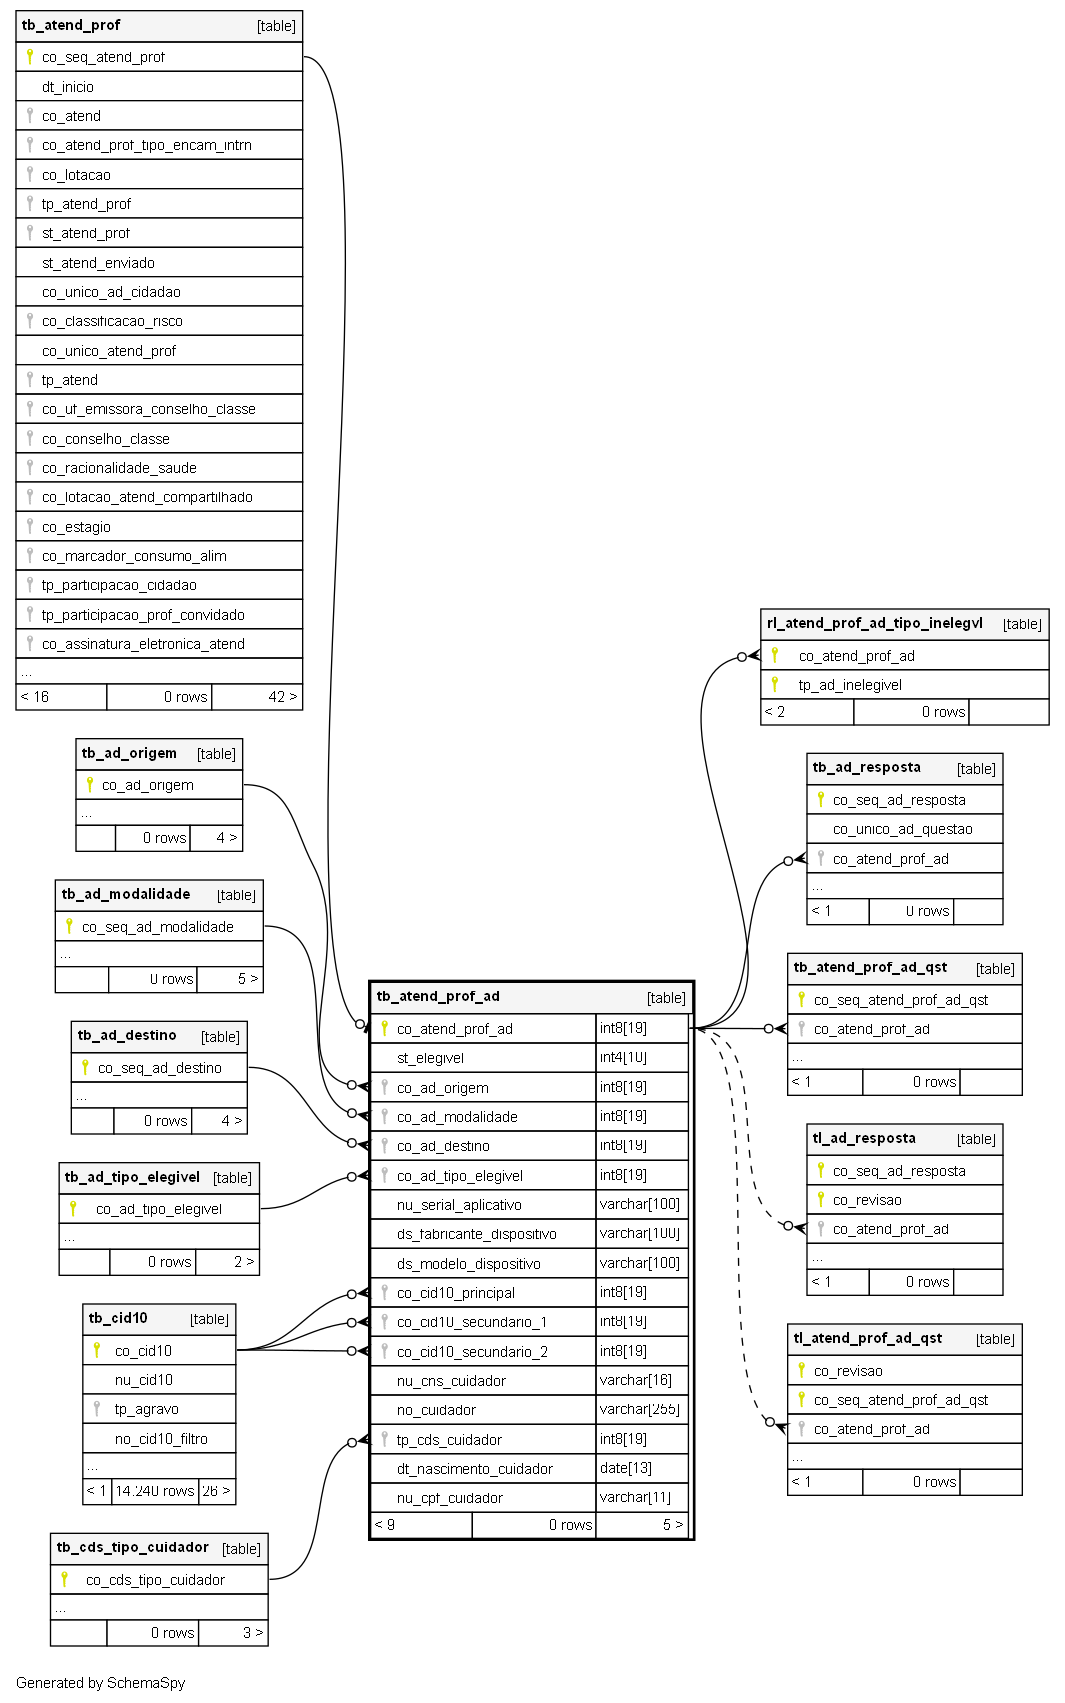 tb_atend_prof [table]
co_seq_atend_prof
dt_inicio
co_atend
co_atend_prof_tipo_encam_intrn
co_lotacao
tp_atend_prof
st_atend_prof
st_atend_enviado
co_unico_ad_cidadao
co_classificacao_risco
co_unico_atend_prof
tp_atend
co_uf_emissora_conselho_classe
co_conselho_classe
co_racionalidade_saude
co_lotacao_atend_compartilhado
co_estagio
co_marcador_consumo_alim
tp_participacao_cidadao
tp_participacao_prof_convidado
co_assinatura_eletronica_atend
...
< 16 0 rows 42 >
tb_ad_origem [table]
co_ad_origem
...
0 rows 4 >
tb_ad_modalidade [table]
co_seq_ad_modalidade
...
0 rows 5 >
tb_ad_destino [table]
co_seq_ad_destino
...
0 rows 4 >
tb_ad_tipo_elegivel [table]
co_ad_tipo_elegivel
...
0 rows 2 >
tb_cid10 [table]
co_cid10
nu_cid10
tp_agravo
no_cid10_filtro
...
< 1 14.240 rows 26 >
tb_cds_tipo_cuidador [table]
co_cds_tipo_cuidador
...
0 rows 3 >
tb_atend_prof_ad [table]
co_atend_prof_ad int8[19]
st_elegivel int4[10]
co_ad_origem int8[19]
co_ad_modalidade int8[19]
co_ad_destino int8[19]
co_ad_tipo_elegivel int8[19]
nu_serial_aplicativo varchar[100]
ds_fabricante_dispositivo varchar[100]
ds_modelo_dispositivo varchar[100]
co_cid10_principal int8[19]
co_cid10_secundario_1 int8[19]
co_cid10_secundario_2 int8[19]
nu_cns_cuidador varchar[16]
no_cuidador varchar[255]
tp_cds_cuidador int8[19]
dt_nascimento_cuidador date[13]
nu_cpf_cuidador varchar[11]
< 9 0 rows 5 >
rl_atend_prof_ad_tipo_inelegvl [table]
co_atend_prof_ad
tp_ad_inelegivel
< 2 0 rows
tb_ad_resposta [table]
co_seq_ad_resposta
co_unico_ad_questao
co_atend_prof_ad
...
< 1 0 rows
tb_atend_prof_ad_qst [table]
co_seq_atend_prof_ad_qst
co_atend_prof_ad
...
< 1 0 rows
tl_ad_resposta [table]
co_seq_ad_resposta
co_revisao
co_atend_prof_ad
...
< 1 0 rows
tl_atend_prof_ad_qst [table]
co_revisao
co_seq_atend_prof_ad_qst
co_atend_prof_ad
...
< 1 0 rows
Generated by SchemaSpy